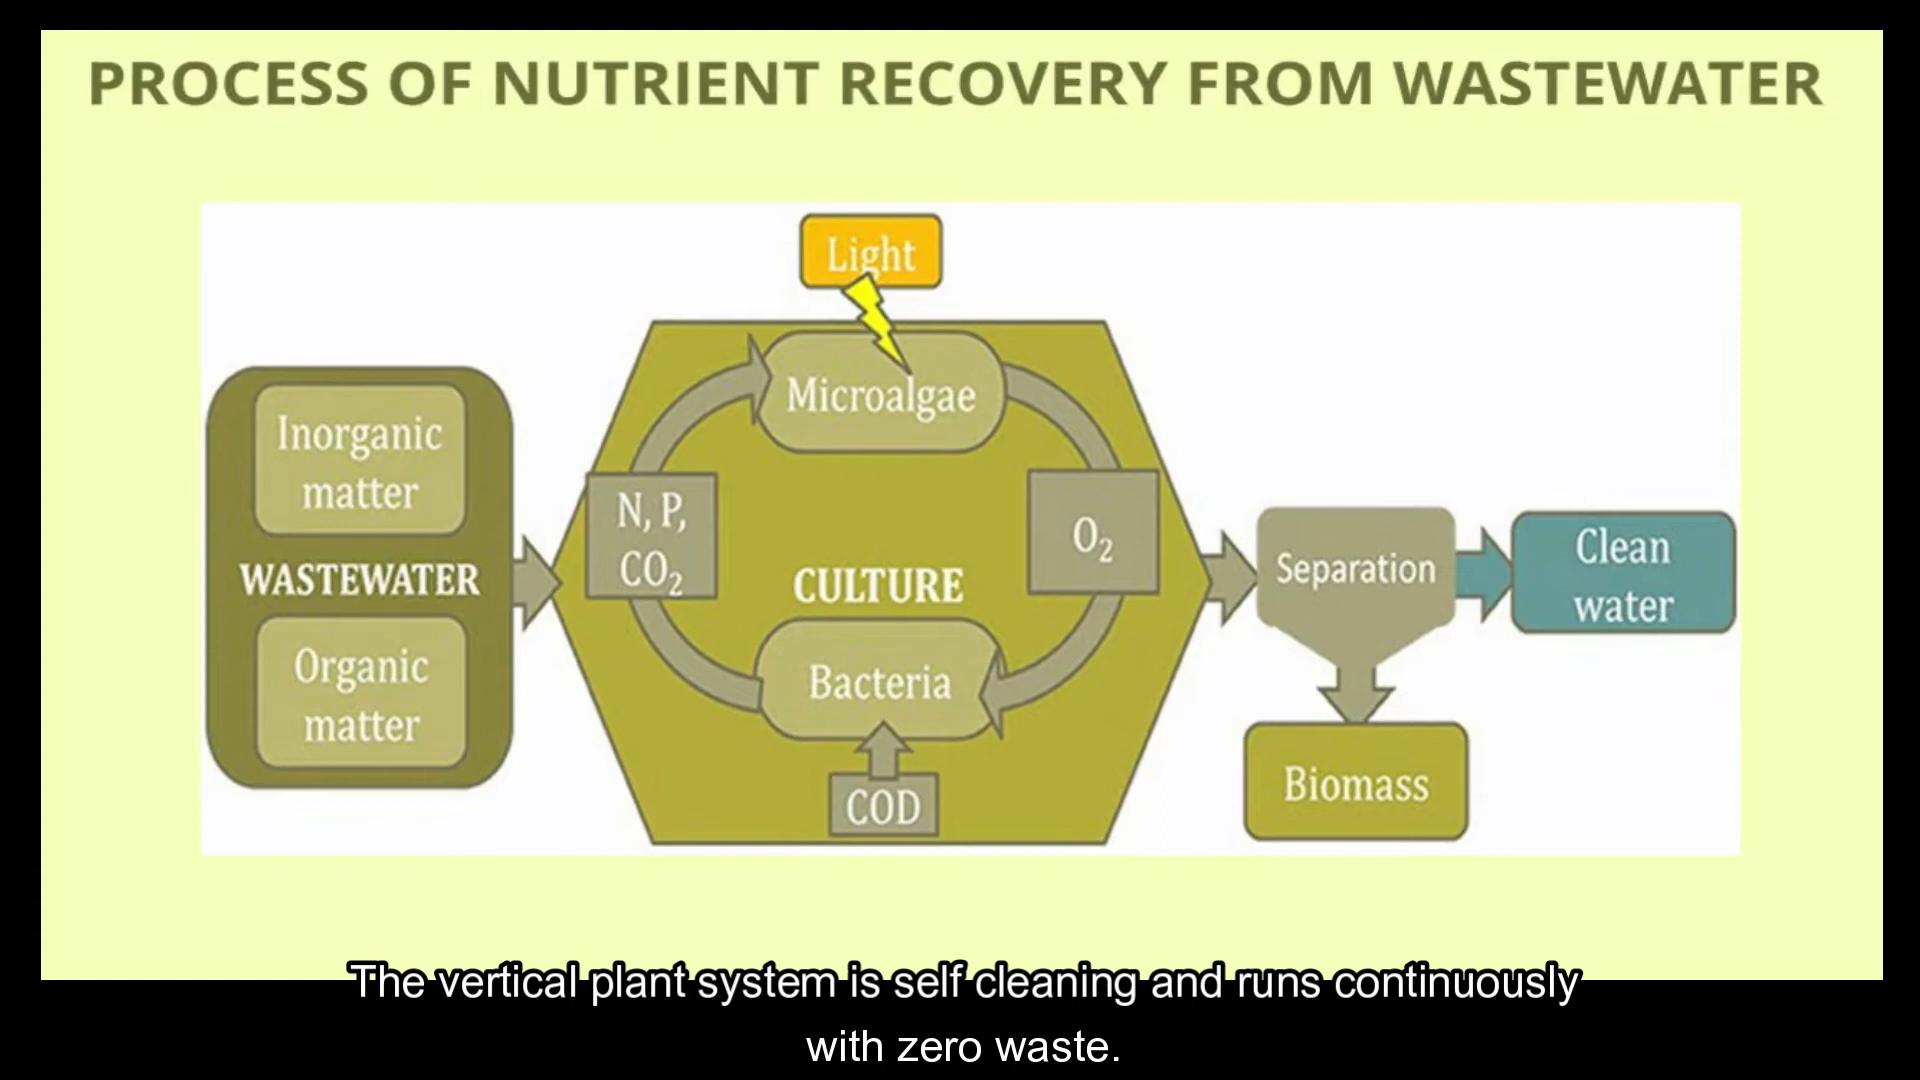 PROCESS OF NUTRIENT RECOVERY FROM WASTEWATER
Light
Inorganic
matter
WASTEWATER
Organic
matter
Microalgae
N, P,
CO₂
O₂
CULTURE
Bacteria
COD
Separation
Clean
water
Biomass
The vertical plant system is self cleaning and runs continuously
with zero waste.